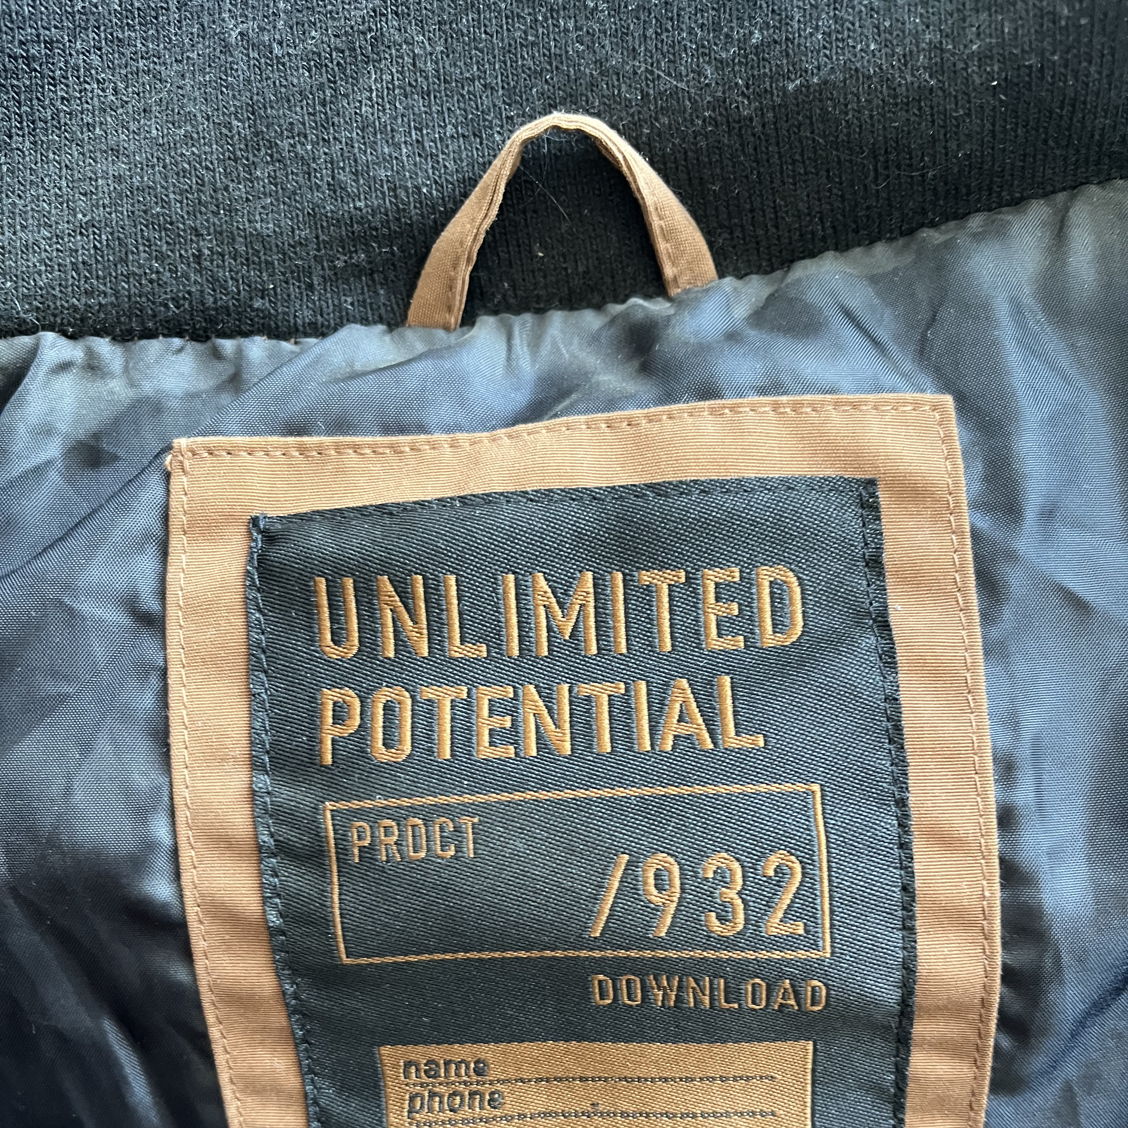 UNLIMITED
POTENTIAL
PRDCT
/932
DOWNLOAD
name
phone